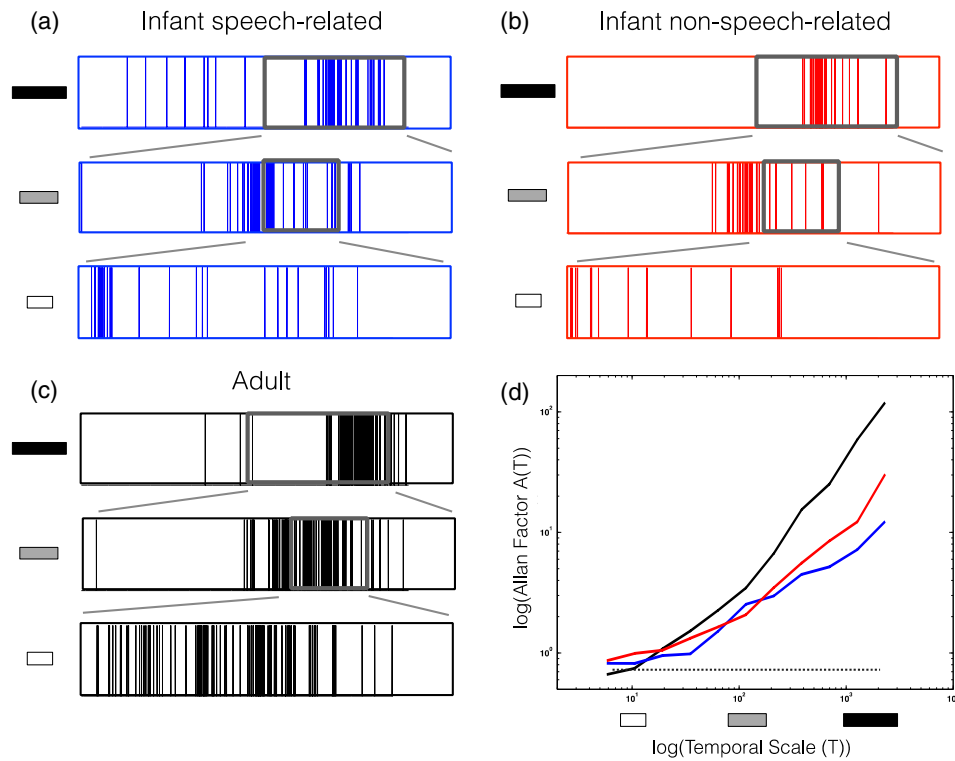 (a) Infant speech-related
(b) Infant non-speech-related
(c) Adult
(d)
log(Allan Factor A(T))
10²
10¹
10⁰
10¹
10²
10³
log(Temporal Scale (T))